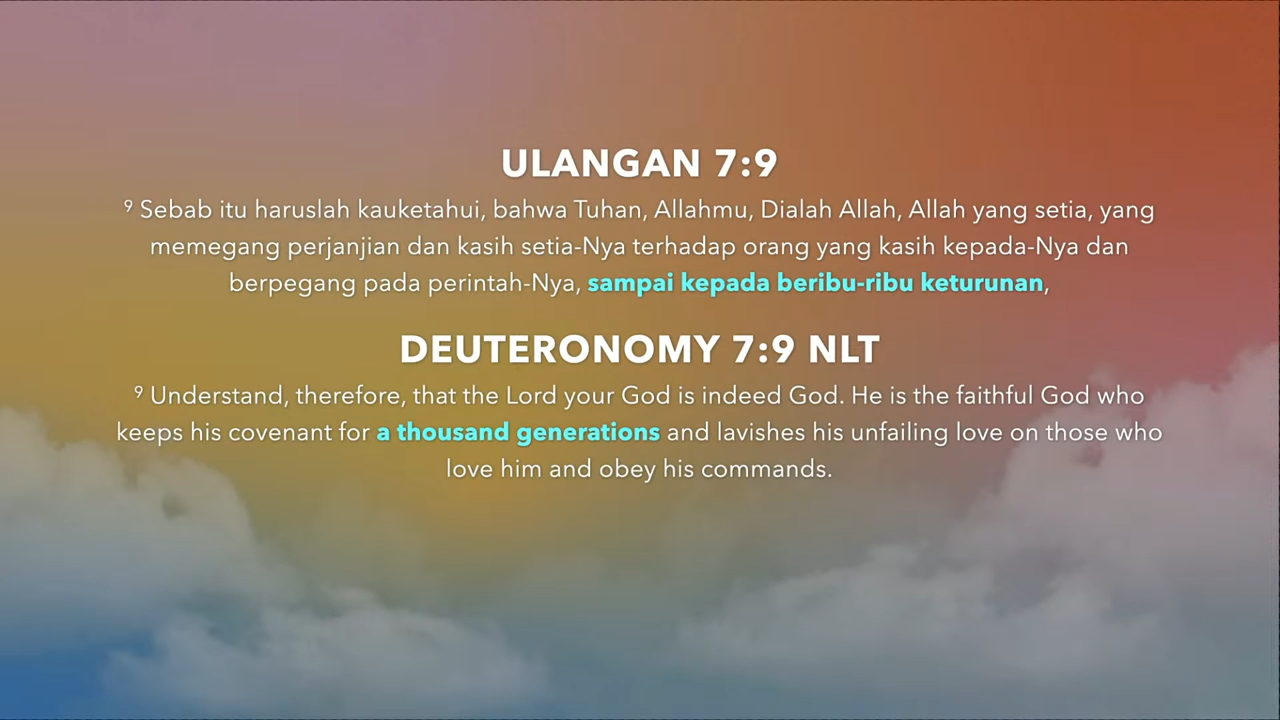 ULANGAN 7:9
⁹ Sebab itu haruslah kauketahui, bahwa Tuhan, Allahmu, Dialah Allah, Allah yang setia, yang
memegang perjanjian dan kasih setia-Nya terhadap orang yang kasih kepada-Nya dan
berpegang pada perintah-Nya, sampai kepada beribu-ribu keturunan,
DEUTERONOMY 7:9 NLT
⁹ Understand, therefore, that the Lord your God is indeed God. He is the faithful God who
keeps his covenant for a thousand generations and lavishes his unfailing love on those who
love him and obey his commands.